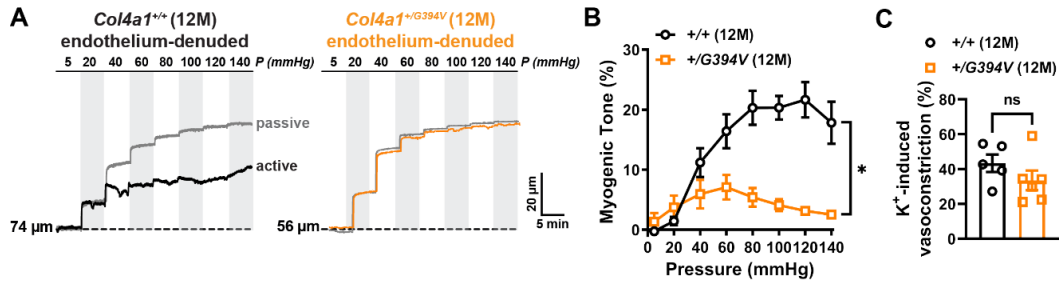 A
Col4a1+/+ (12M)
endothelium-denuded
5 20 40 60 80 100 120 140 P (mmHg)
passive
active
74 µm
Col4a1+/G394V (12M)
endothelium-denuded
5 20 40 60 80 100 120 140 P (mmHg)
56 µm
20 µm
5 min
B
+/+ (12M)
+/G394V (12M)
Myogenic Tone (%)
30
20
10
0
0 20 40 60 80 100 120 140
Pressure (mmHg)
*
C
+/+ (12M)
+/G394V (12M)
K+-induced
vasoconstriction (%)
80
60
40
20
0
ns